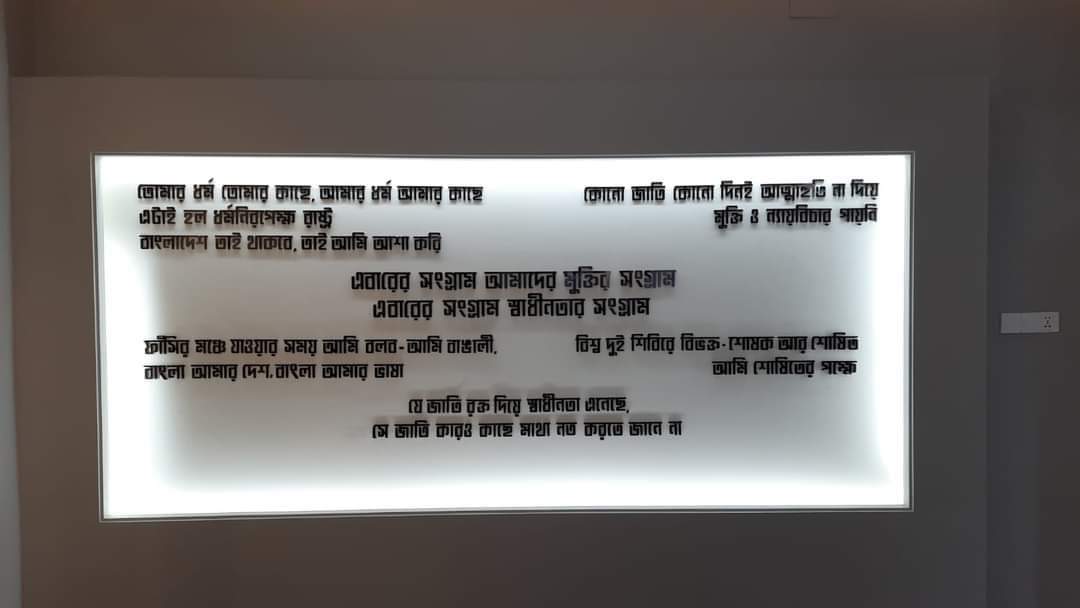 তোমার ধর্ম তোমার কাছে, আমার ধর্ম আমার কাছে
এটাই হল ধর্মনিরপেক্ষ রাষ্ট্র
বাংলাদেশ তাই থাকবে, তাই আমি আশা করি
কোনো জাতি কোনো দিনই আত্মাহুতি না দিয়ে
মুক্তি ও ন্যায়বিচার পায়নি
এবারের সংগ্রাম আমাদের মুক্তির সংগ্রাম
এবারের সংগ্রাম স্বাধীনতার সংগ্রাম
ফাঁসির মঞ্চে যাওয়ার সময় আমি বলব - আমি বাঙালী,
বাংলা আমার দেশ, বাংলা আমার ভাষা
বিশ্ব দুই শিবিরে বিভক্ত - শোষক আর শোষিত
আমি শোষিতের পক্ষে
যে জাতি রক্ত দিয়ে স্বাধীনতা এনেছে,
সে জাতি কারও কাছে মাথা নত করতে জানে না